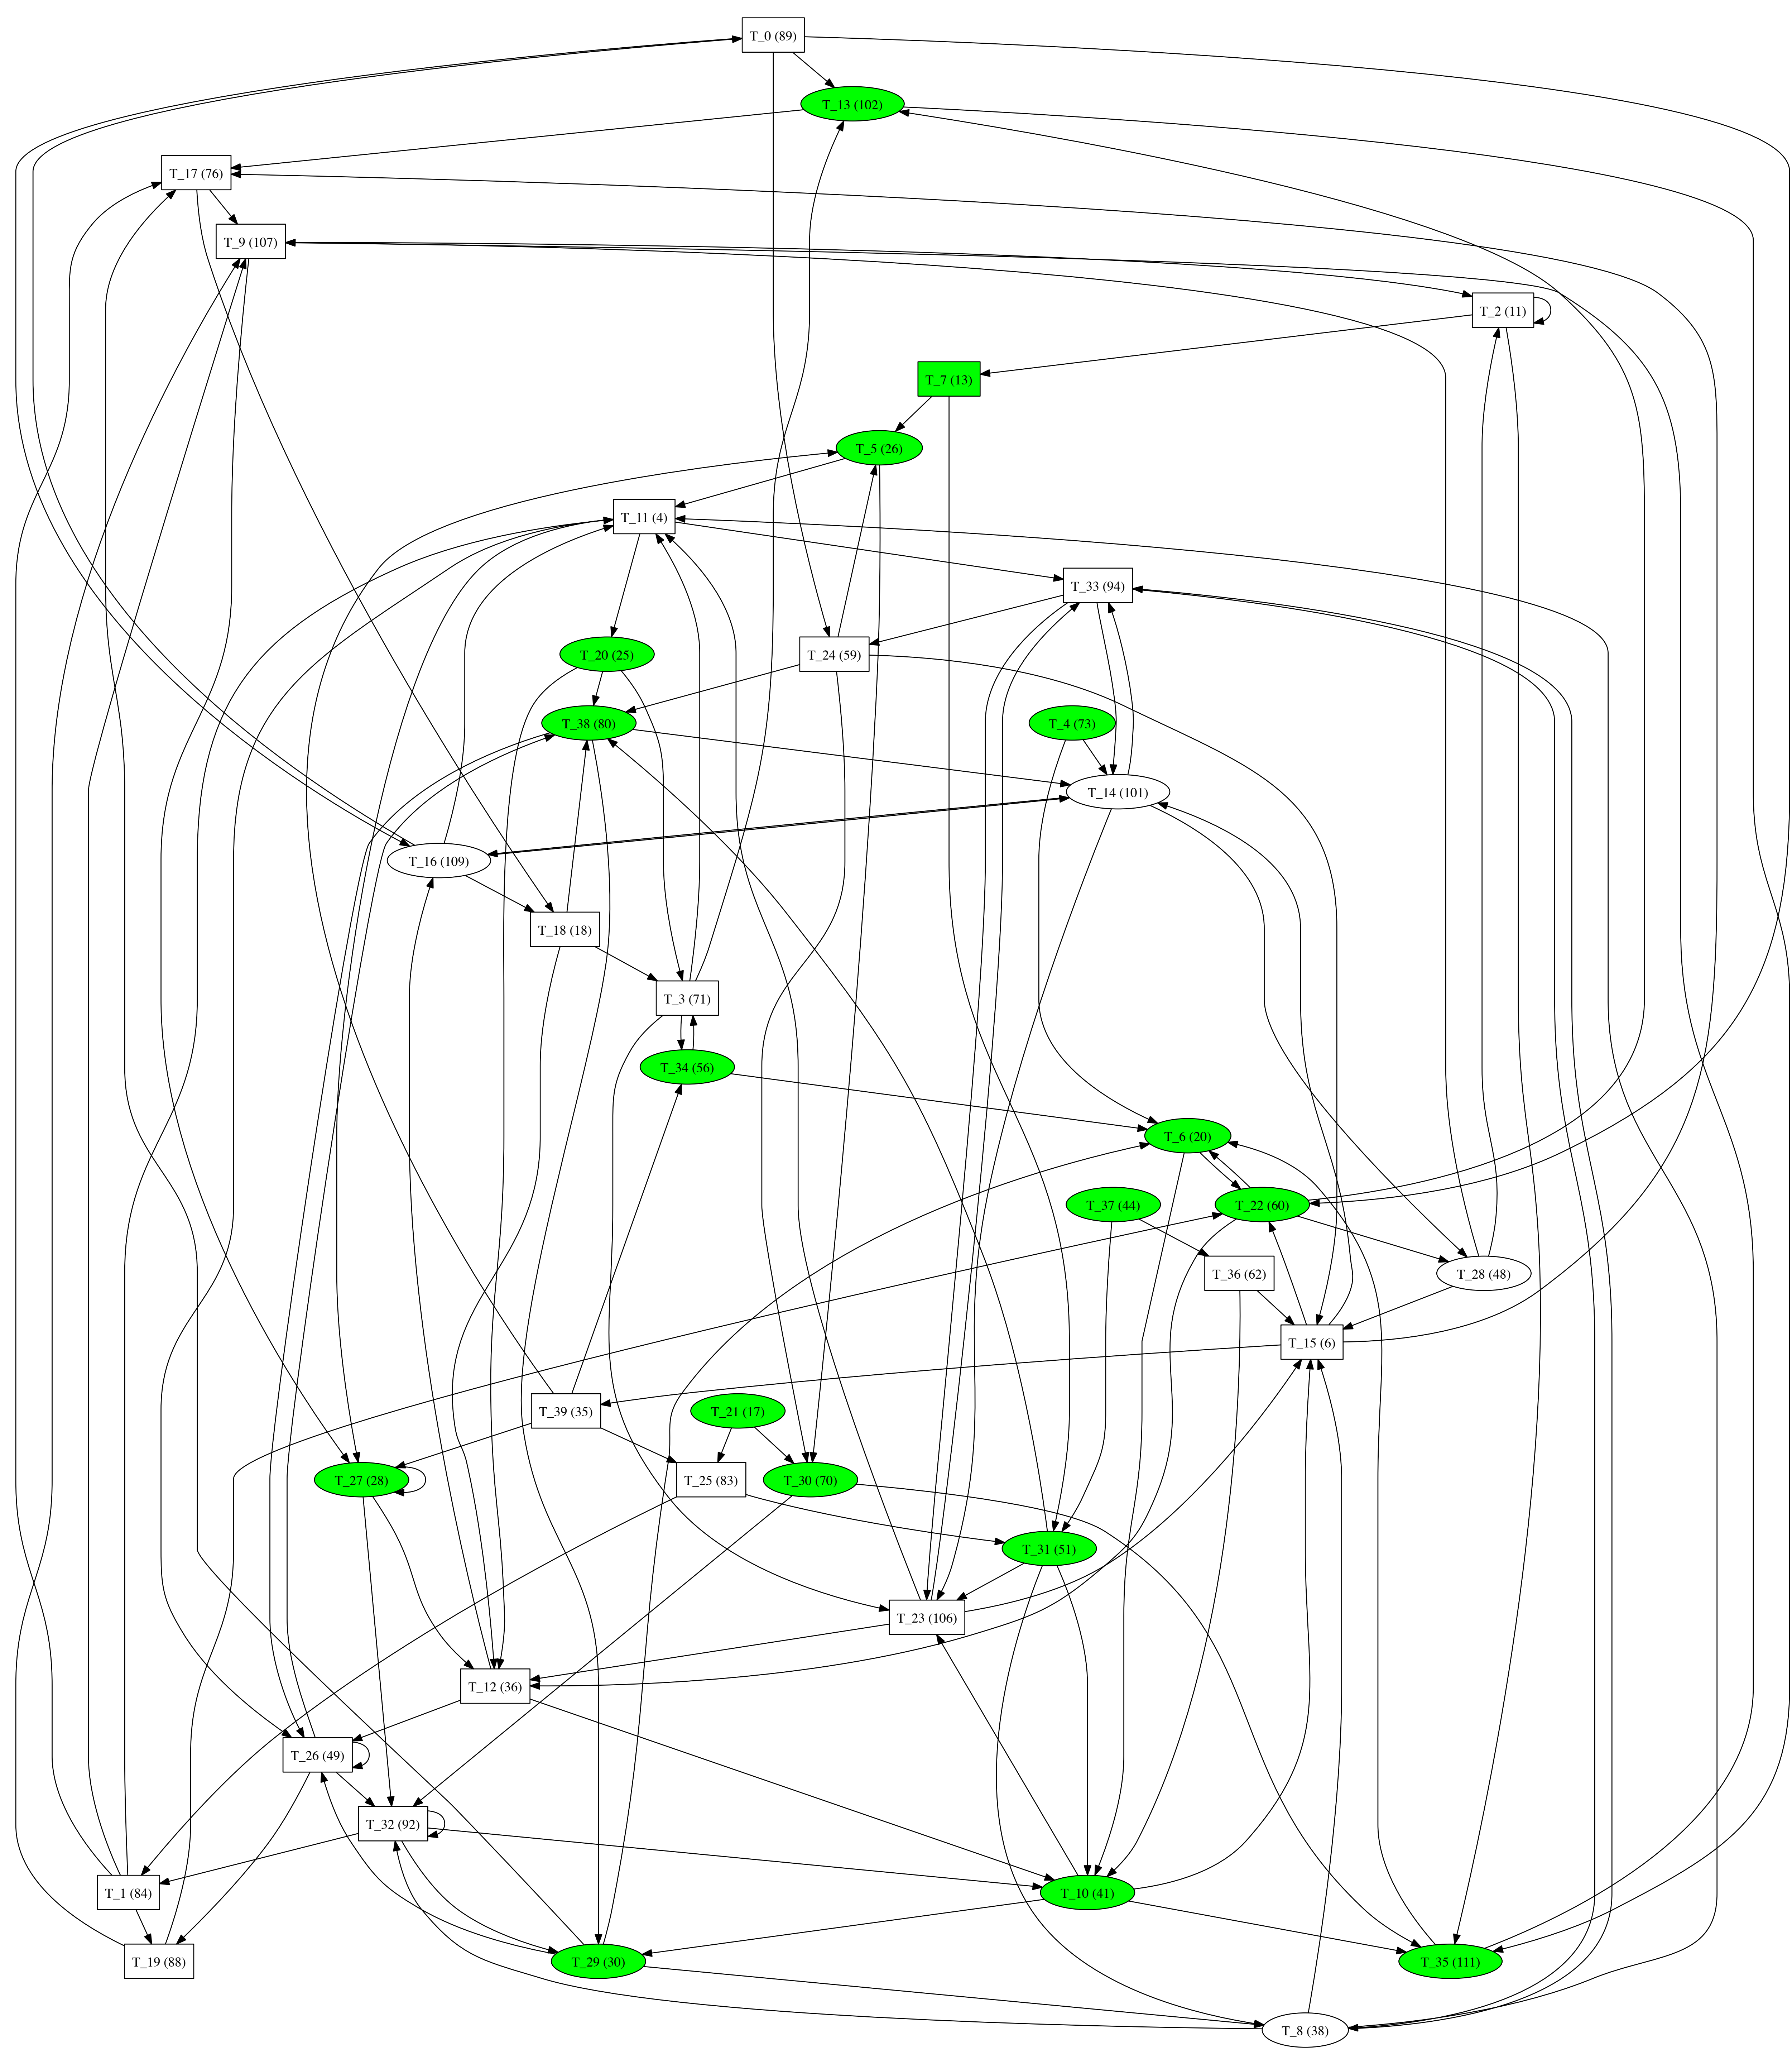 T_0 (89)
T_13 (102)
T_17 (76)
T_9 (107)
T_2 (11)
T_7 (13)
T_5 (26)
T_11 (4)
T_33 (94)
T_20 (25)
T_24 (59)
T_38 (80)
T_4 (73)
T_14 (101)
T_16 (109)
T_18 (18)
T_3 (71)
T_34 (56)
T_6 (20)
T_37 (44)
T_22 (60)
T_36 (62)
T_28 (48)
T_15 (6)
T_39 (35)
T_21 (17)
T_27 (28)
T_25 (83)
T_30 (70)
T_31 (51)
T_23 (106)
T_12 (36)
T_26 (49)
T_32 (92)
T_1 (84)
T_10 (41)
T_19 (88)
T_29 (30)
T_35 (111)
T_8 (38)